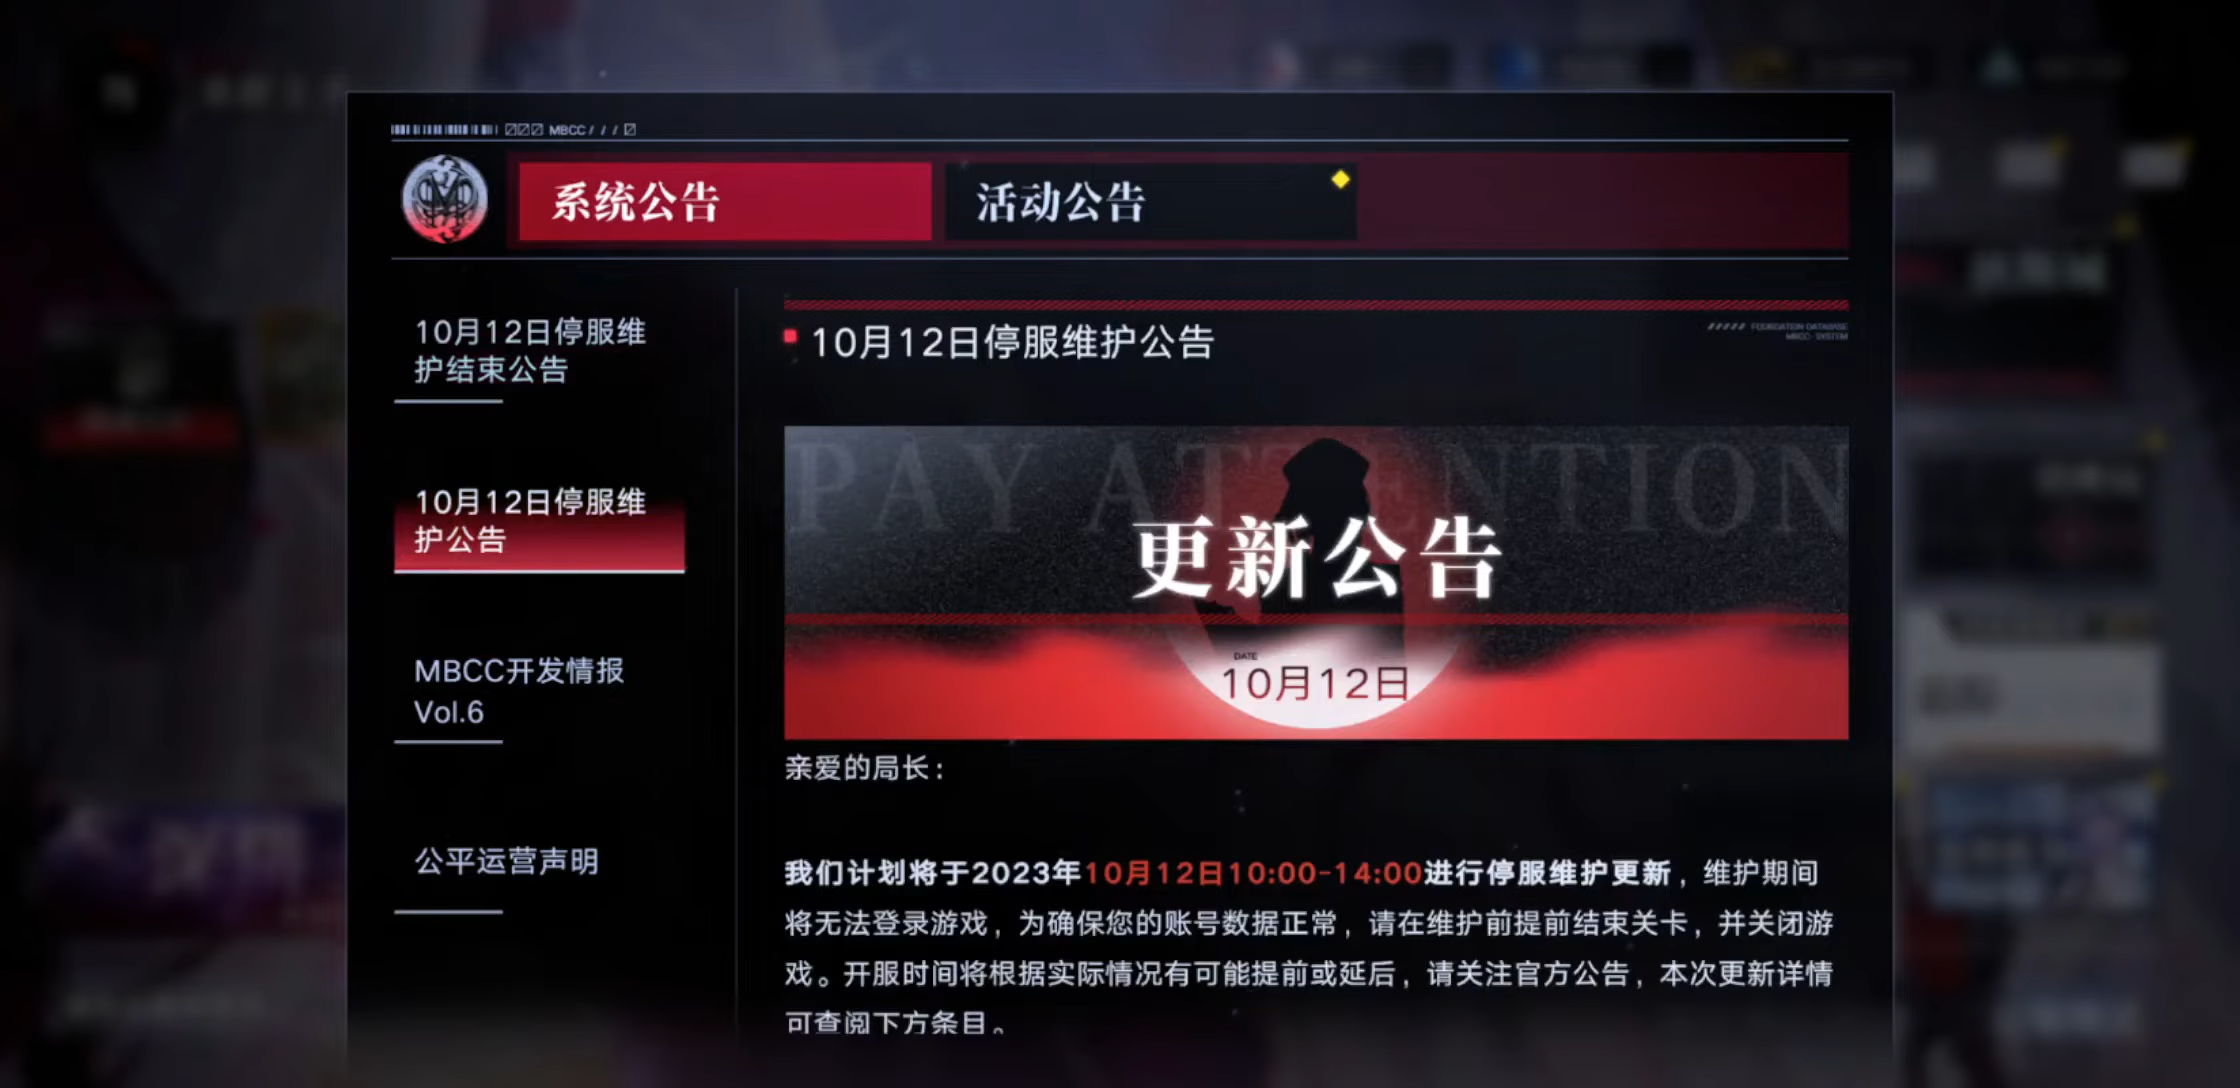 MBCC / / /
系统公告
活动公告
10月12日停服维
护结束公告
10月12日停服维
护公告
MBCC开发情报
Vol.6
公平运营声明
10月12日停服维护公告
FOUNDATION DATABASE
MBCC- SYSTEM
PAY ATTENTION
更新公告
DATE
10月12日
亲爱的局长：
我们计划将于2023年10月12日10:00-14:00进行停服维护更新，维护期间
将无法登录游戏，为确保您的账号数据正常，请在维护前提前结束关卡，并关闭游
戏。开服时间将根据实际情况有可能提前或延后，请关注官方公告，本次更新详情
可查阅下方条目。